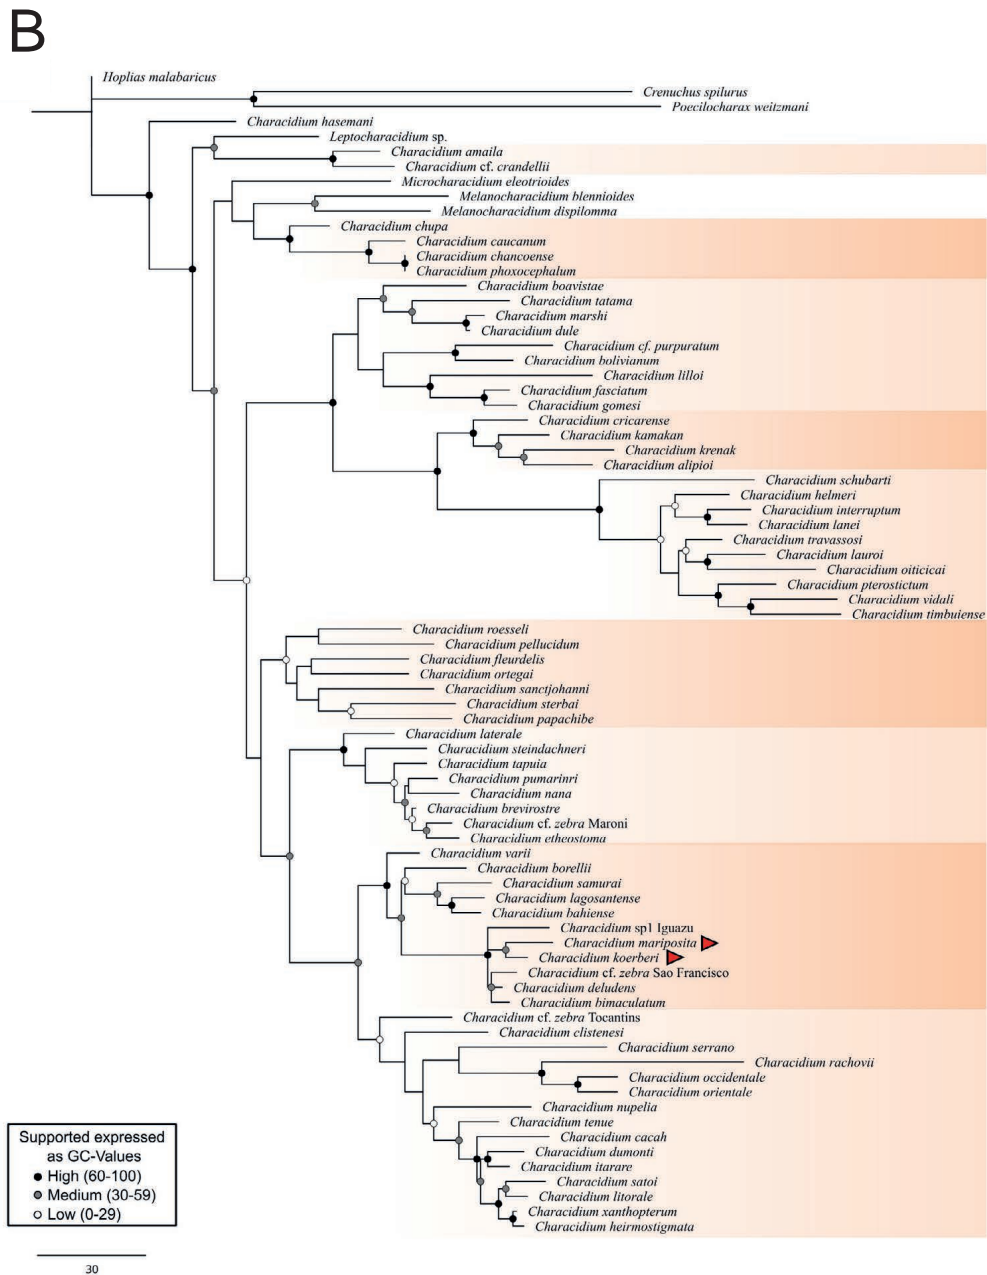 B
Hoplias malabaricus
Crenuchus spilurus
Poecilocharax weitzmani
Characidium hasemani
Leptocharacidium sp.
Characidium amaila
Characidium cf. crandellii
Microcharacidium eleotrioides
Melanocharacidium blennioides
Melanocharacidium dispilomma
Characidium chupa
Characidium caucanum
Characidium chancoense
Characidium phoxocephalum
Characidium boavistae
Characidium tatama
Characidium marshi
Characidium dule
Characidium cf. purpuratum
Characidium bolivianum
Characidium lilloi
Characidium fasciatum
Characidium gomesi
Characidium cricarense
Characidium kamakan
Characidium krenak
Characidium alipioi
Characidium schubarti
Characidium helmeri
Characidium interruptum
Characidium lanei
Characidium travassosi
Characidium lauroi
Characidium oiticicai
Characidium pterostictum
Characidium vidali
Characidium timbuiense
Characidium roesseli
Characidium pellucidum
Characidium fleurdelis
Characidium ortegai
Characidium sanctjohanni
Characidium sterbai
Characidium papachibe
Characidium laterale
Characidium steindachneri
Characidium tapuia
Characidium pumarinri
Characidium nana
Characidium brevirostre
Characidium cf. zebra Maroni
Characidium etheostoma
Characidium varii
Characidium borellii
Characidium samurai
Characidium lagosantense
Characidium bahiense
Characidium sp1 Iguazu
Characidium mariposita
Characidium koerberi
Characidium cf. zebra Sao Francisco
Characidium deludens
Characidium bimaculatum
Characidium cf. zebra Tocantins
Characidium clistenesi
Characidium serrano
Characidium rachovii
Characidium occidentale
Characidium orientale
Characidium nupelia
Characidium tenue
Characidium cacah
Characidium dumonti
Characidium itarare
Characidium satoi
Characidium litorale
Characidium xanthopterum
Characidium heirmostigmata
Supported expressed
as GC-Values
High (60-100)
Medium (30-59)
Low (0-29)
30